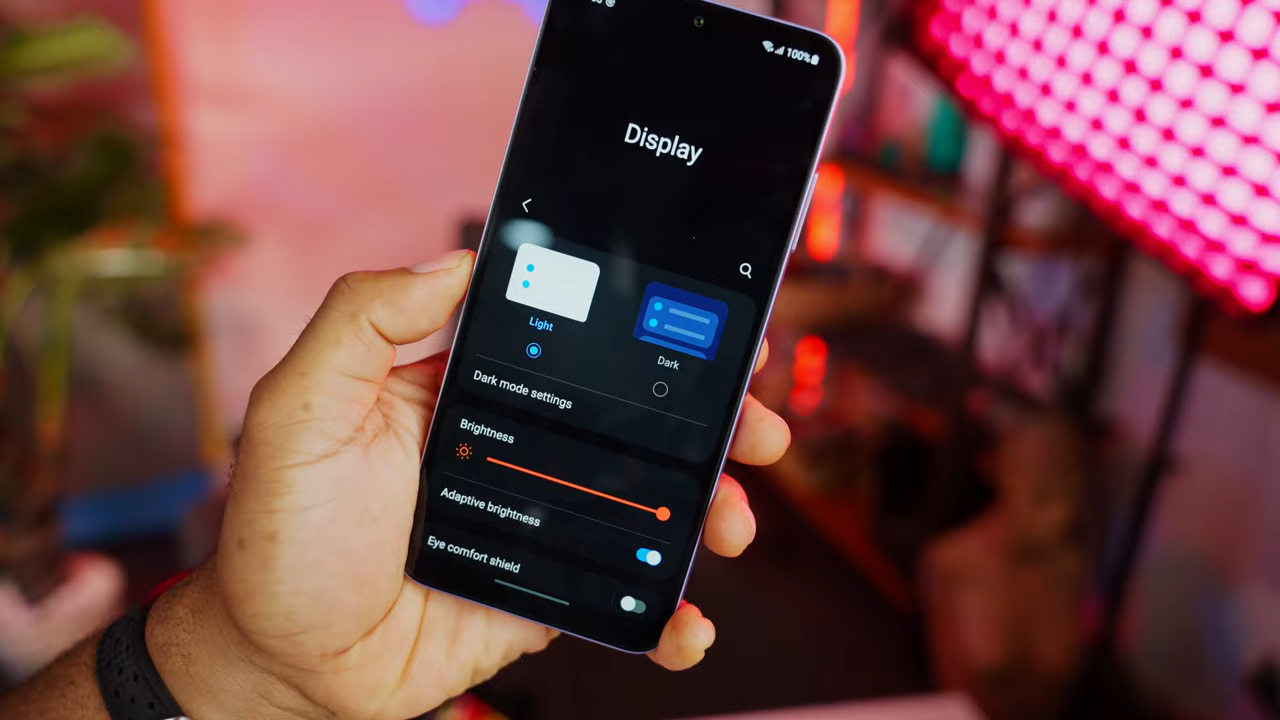 100%
Display
Light
Dark
Dark mode settings
Brightness
Adaptive brightness
Eye comfort shield